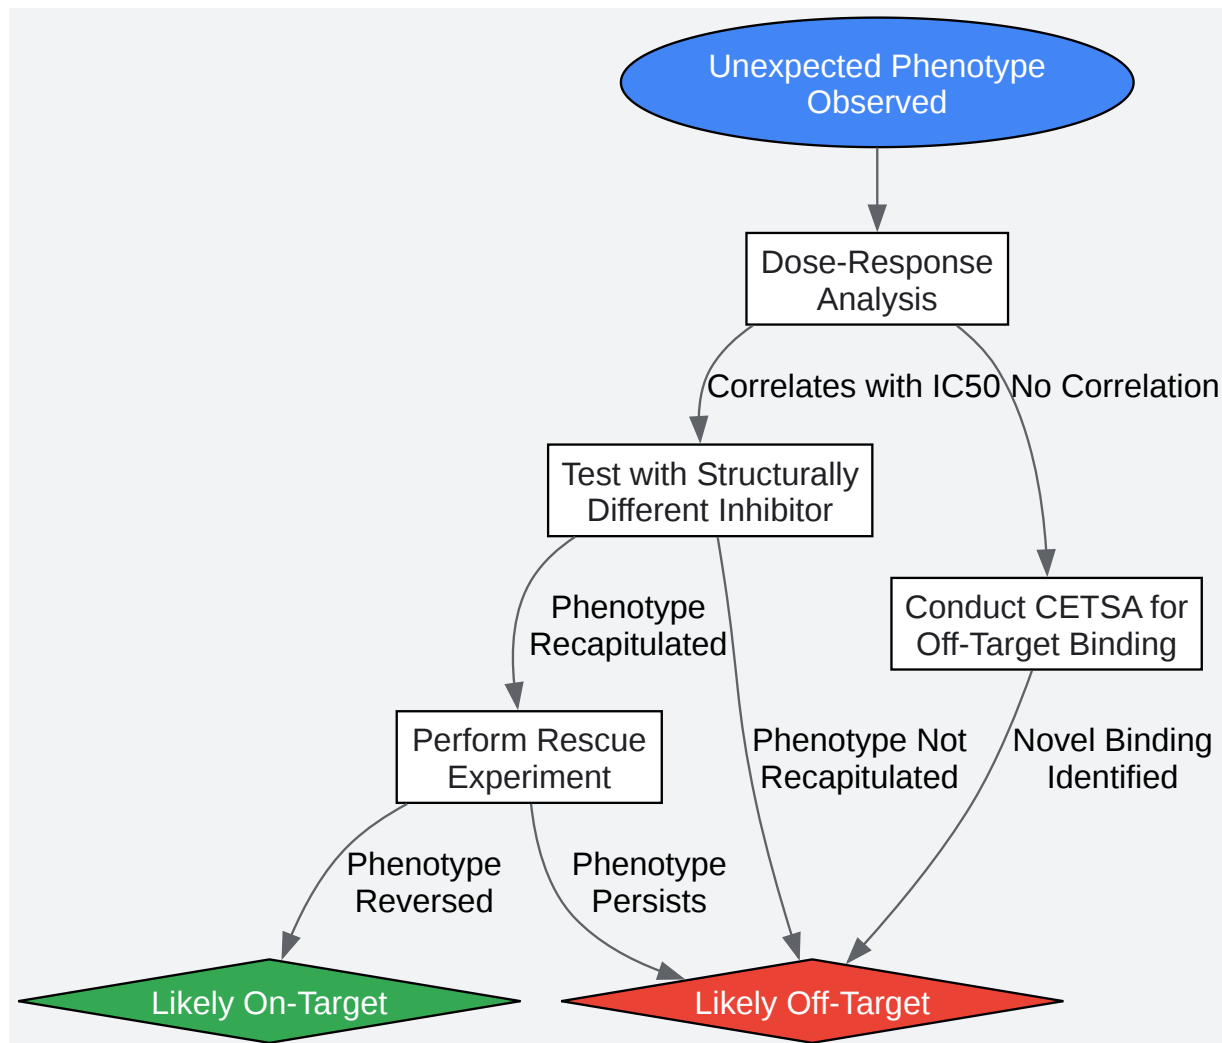 Unexpected Phenotype
Observed
Dose-Response
Analysis
Correlates with IC50
No Correlation
Test with Structurally
Different Inhibitor
Phenotype
Recapitulated
Conduct CETSA for
Off-Target Binding
Perform Rescue
Experiment
Phenotype Not
Recapitulated
Novel Binding
Identified
Phenotype
Reversed
Phenotype
Persists
Likely On-Target
Likely Off-Target